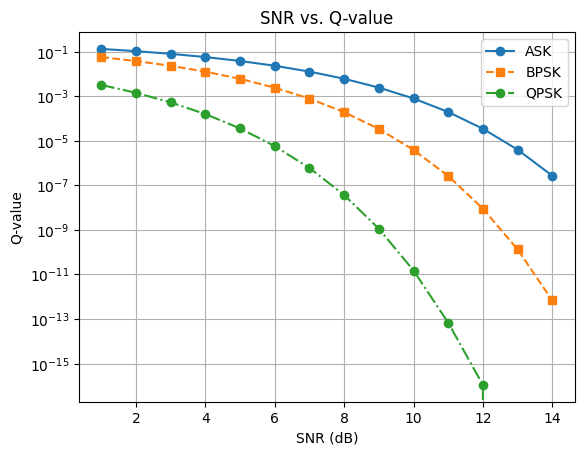 SNR vs. Q-value
ASK
BPSK
QPSK
Q-value
10⁻¹
10⁻³
10⁻⁵
10⁻⁷
10⁻⁹
10⁻¹¹
10⁻¹³
10⁻¹⁵
2 4 6 8 10 12 14
SNR (dB)